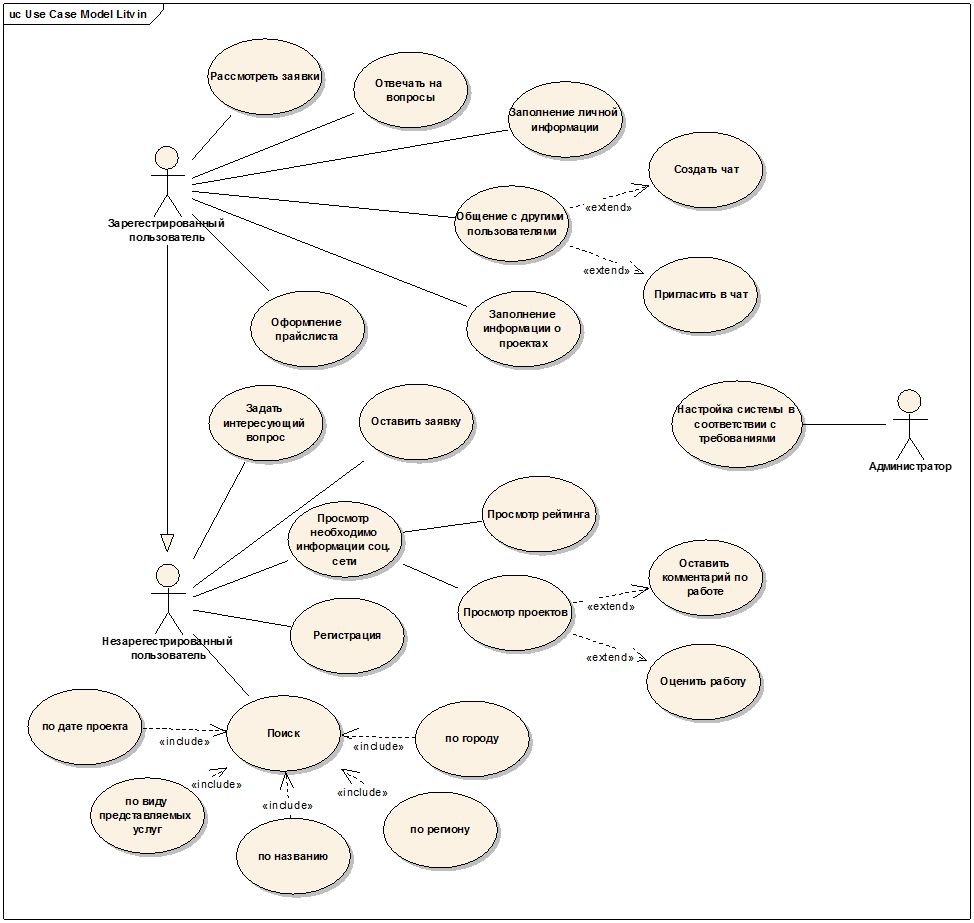 uc Use Case Model Litvin
Рассмотреть заявки
Отвечать на
вопросы
Заполнение личной
информации
Создать чат
«extend»
Общение с другими
пользователями
Зарегестрированный
пользователь
«extend»
Пригласить в чат
Оформление
прайслиста
Заполнение
информации о
проектах
Задать
интересующий
вопрос
Оставить заявку
Настройка системы в
соответствии с
требованиями
Администратор
Просмотр
необходимо
информации соц.
сети
Просмотр рейтинга
Оставить
комментарий по
работе
«extend»
Просмотр проектов
Регистрация
Незарегестрированный
пользователь
«extend»
Оценить работу
по дате проекта
«include»
Поиск
«include»
по городу
«include»
«include»
«include»
по виду
представляемых
услуг
по названию
по региону